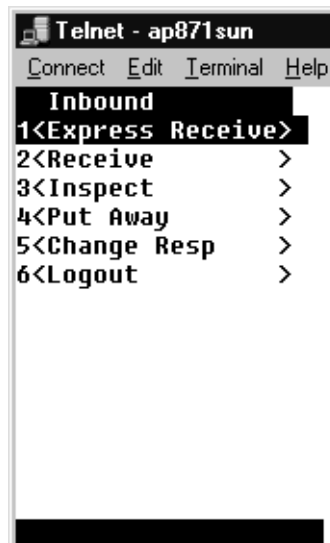 Telnet - ap871sun
Connect Edit Terminal Help
Inbound
1<Express Receive>
2<Receive >
3<Inspect >
4<Put Away >
5<Change Resp >
6<Logout >